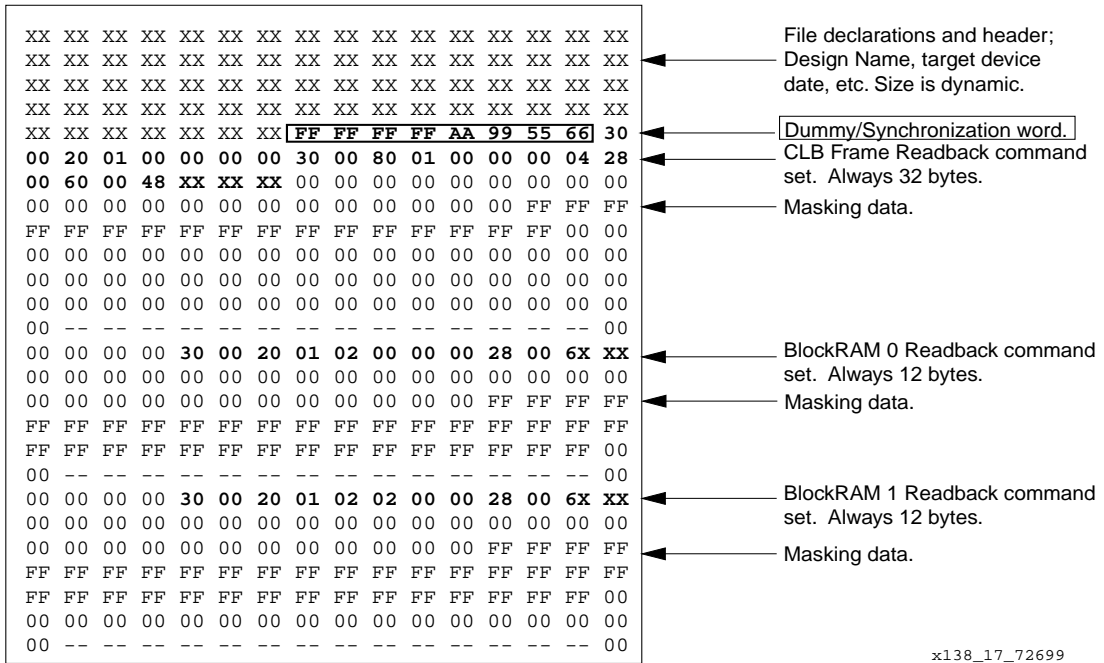 XX XX XX XX XX XX XX XX XX XX XX XX XX XX XX XX
XX XX XX XX XX XX XX XX XX XX XX XX XX XX XX XX
XX XX XX XX XX XX XX XX XX XX XX XX XX XX XX XX
XX XX XX XX XX XX XX XX XX XX XX XX XX XX XX XX
XX XX XX XX XX XX XX FF FF FF FF AA 99 55 66 30
00 20 01 00 00 00 00 30 00 80 01 00 00 00 04 28
00 60 00 48 XX XX XX 00 00 00 00 00 00 00 00 00
00 00 00 00 00 00 00 00 00 00 00 00 00 FF FF FF
FF FF FF FF FF FF FF FF FF FF FF FF FF FF 00 00
00 00 00 00 00 00 00 00 00 00 00 00 00 00 00 00
00 00 00 00 00 00 00 00 00 00 00 00 00 00 00 00
00 00 00 00 00 00 00 00 00 00 00 00 00 00 00 00
00 -- -- -- -- -- -- -- -- -- -- -- -- -- -- 00
00 00 00 00 30 00 20 01 02 00 00 00 28 00 6X XX
00 00 00 00 00 00 00 00 00 00 00 00 00 00 00 00
00 00 00 00 00 00 00 00 00 00 00 00 FF FF FF FF
FF FF FF FF FF FF FF FF FF FF FF FF FF FF FF FF
FF FF FF FF FF FF FF FF FF FF FF FF FF FF FF 00
00 -- -- -- -- -- -- -- -- -- -- -- -- -- -- 00
00 00 00 00 30 00 20 01 02 02 00 00 28 00 6X XX
00 00 00 00 00 00 00 00 00 00 00 00 00 00 00 00
00 00 00 00 00 00 00 00 00 00 00 00 FF FF FF FF
FF FF FF FF FF FF FF FF FF FF FF FF FF FF FF FF
FF FF FF FF FF FF FF FF FF FF FF FF FF FF FF 00
00 00 00 00 00 00 00 00 00 00 00 00 00 00 00 00
00 -- -- -- -- -- -- -- -- -- -- -- -- -- -- 00
File declarations and header;
Design Name, target device
date, etc. Size is dynamic.
Dummy/Synchronization word.
CLB Frame Readback command
set. Always 32 bytes.
Masking data.
BlockRAM 0 Readback command
set. Always 12 bytes.
Masking data.
BlockRAM 1 Readback command
set. Always 12 bytes.
Masking data.
x138_17_72699